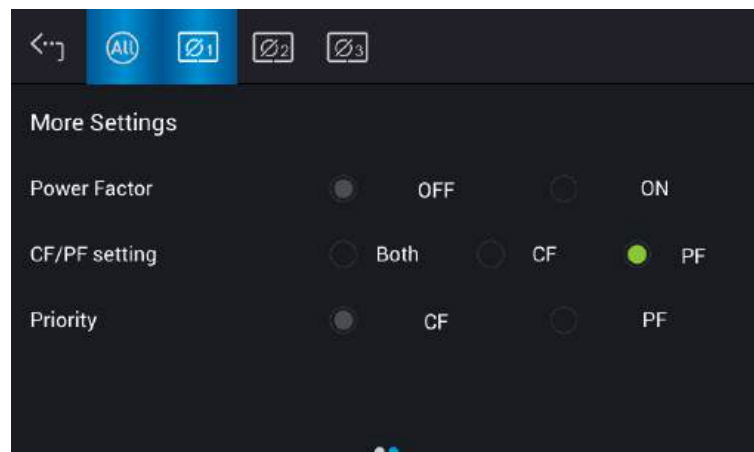 All Ø1 Ø2 Ø3
More Settings
Power Factor OFF ON
CF/PF setting Both CF PF
Priority CF PF